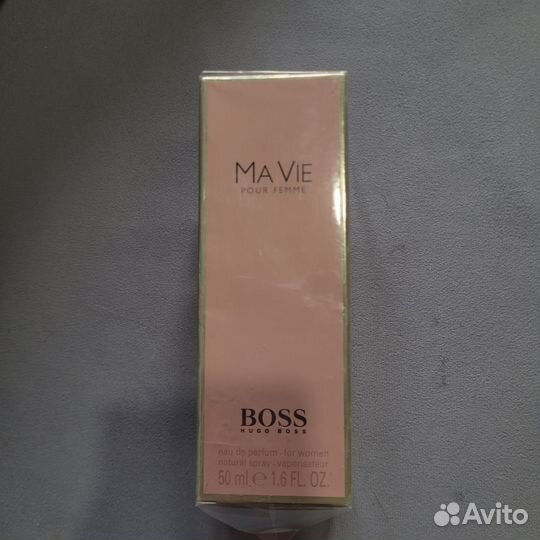 MA VIE
POUR FEMME
BOSS
HUGO BOSS
eau de parfum - for women
natural spray - vaporisateur
50 ml ℮ 1.6 FL. OZ.
Avito